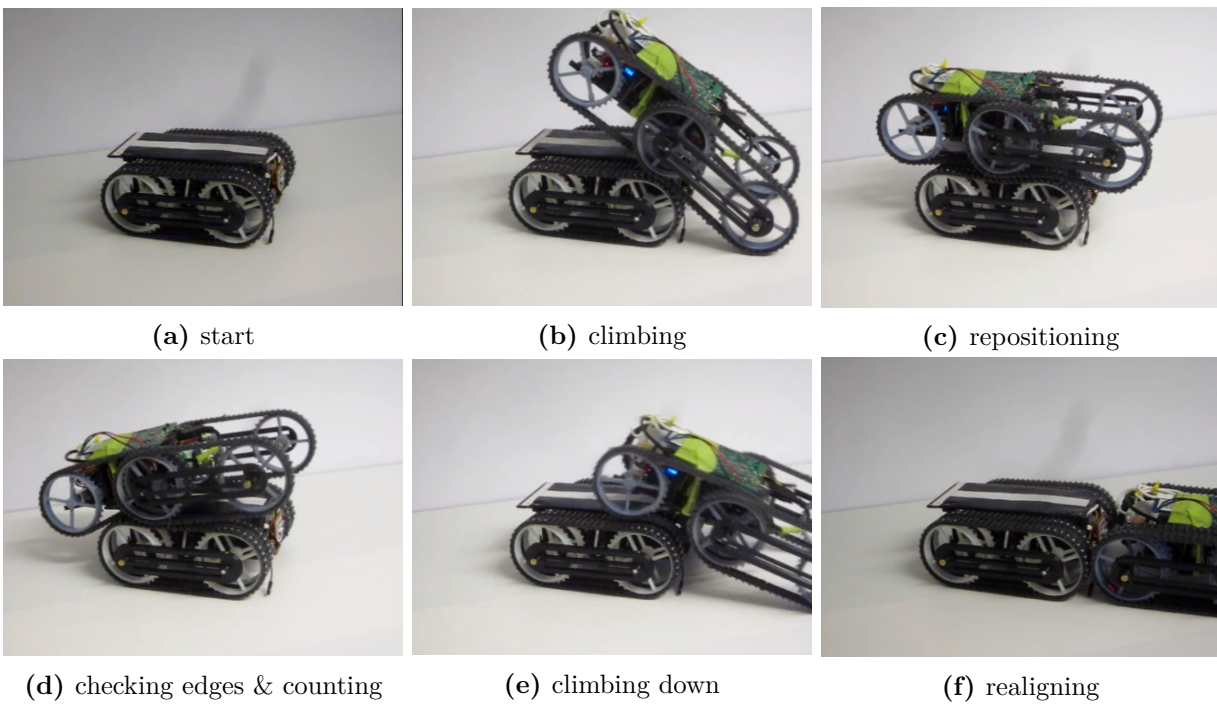 (a) start
(b) climbing
(c) repositioning
(d) checking edges & counting
(e) climbing down
(f) realigning